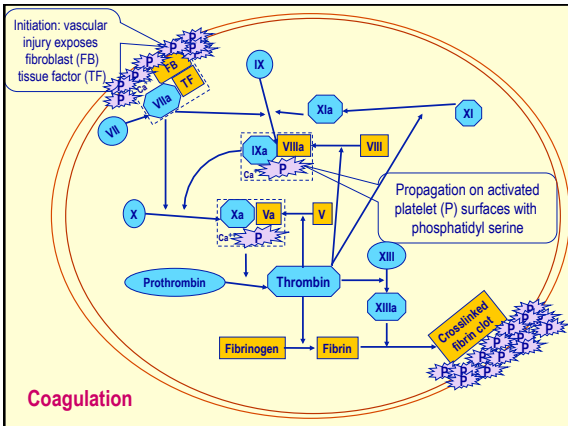 Initiation: vascular
injury exposes
fibroblast (FB)
tissue factor (TF)
P
P
P
P
P
P
P
P
FB
TF
Ca
VIIa
VII
IX
XIa
XI
IXa
VIIIa
VIII
Ca++
P
Propagation on activated
platelet (P) surfaces with
phosphatidyl serine
X
Xa
Va
V
Ca++
P
XIII
Prothrombin
Thrombin
XIIIa
Fibrinogen
Fibrin
Crosslinked
fibrin clot
P
P
P
P
P
P
P
P
P
P
P
Coagulation